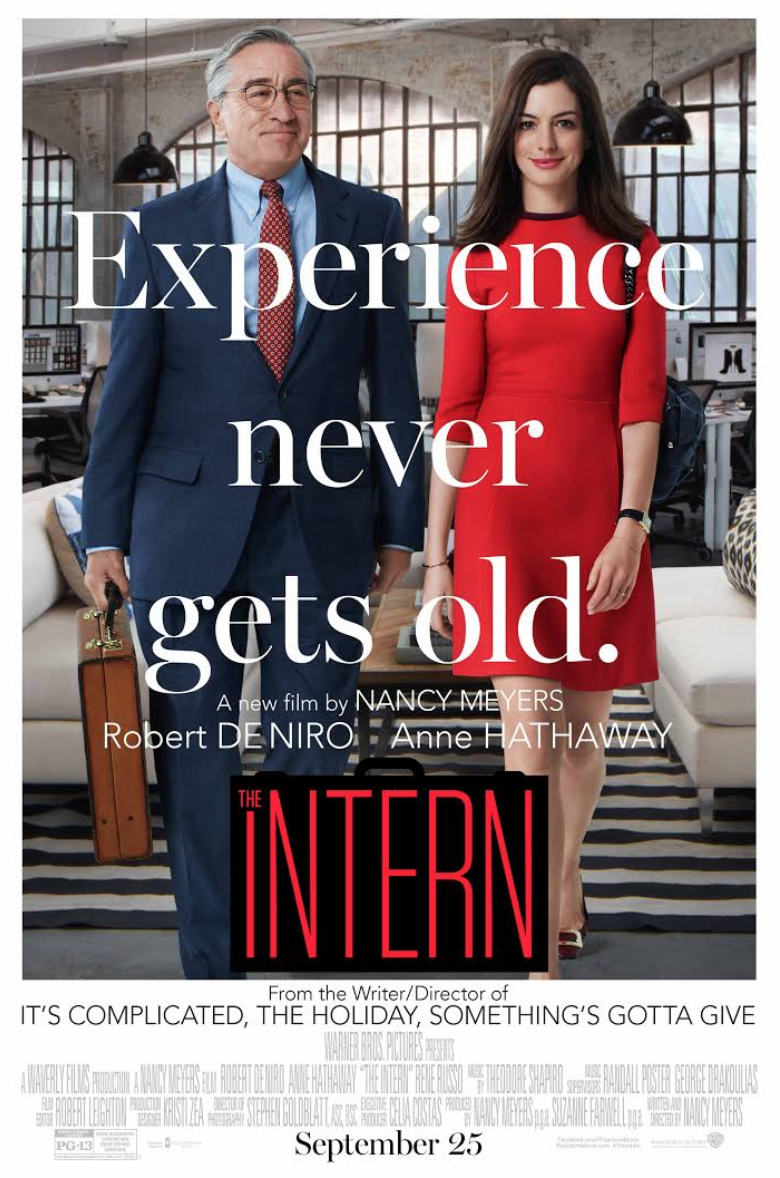 Experience
never
gets old.
A new film by NANCY MEYERS
Robert DE NIRO Anne HATHAWAY
THE
INTERN
From the Writer/Director of
IT'S COMPLICATED, THE HOLIDAY, SOMETHING'S GOTTA GIVE
WARNER BROS. PICTURES PRESENTS
A WAVERLY FILMS PRODUCTION A NANCY MEYERS FILM ROBERT DE NIRO ANNE HATHAWAY "THE INTERN" RENE RUSSO MUSIC BY THEODORE SHAPIRO MUSIC SUPERVISORS RANDALL POSTER GEORGE DRAKOULIAS
FILM EDITOR ROBERT LEIGHTON PRODUCTION DESIGNER KRISTI ZEA DIRECTOR OF PHOTOGRAPHY STEPHEN GOLDBLATT, ASC, BSC EXECUTIVE PRODUCER CELIA COSTAS PRODUCED BY NANCY MEYERS p.g.a. SUZANNE FARWELL p.g.a. WRITTEN AND DIRECTED BY NANCY MEYERS
PG-13
September 25